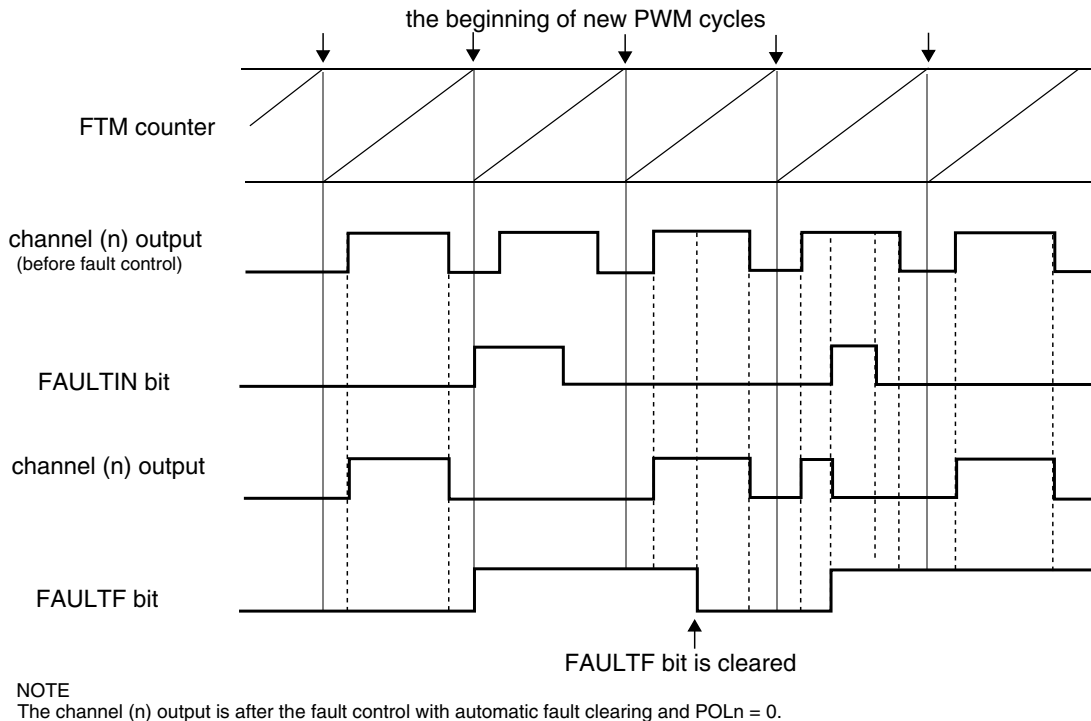 the beginning of new PWM cycles
FTM counter
channel (n) output
(before fault control)
FAULTIN bit
channel (n) output
FAULTF bit
FAULTF bit is cleared
NOTE
The channel (n) output is after the fault control with automatic fault clearing and POLn = 0.